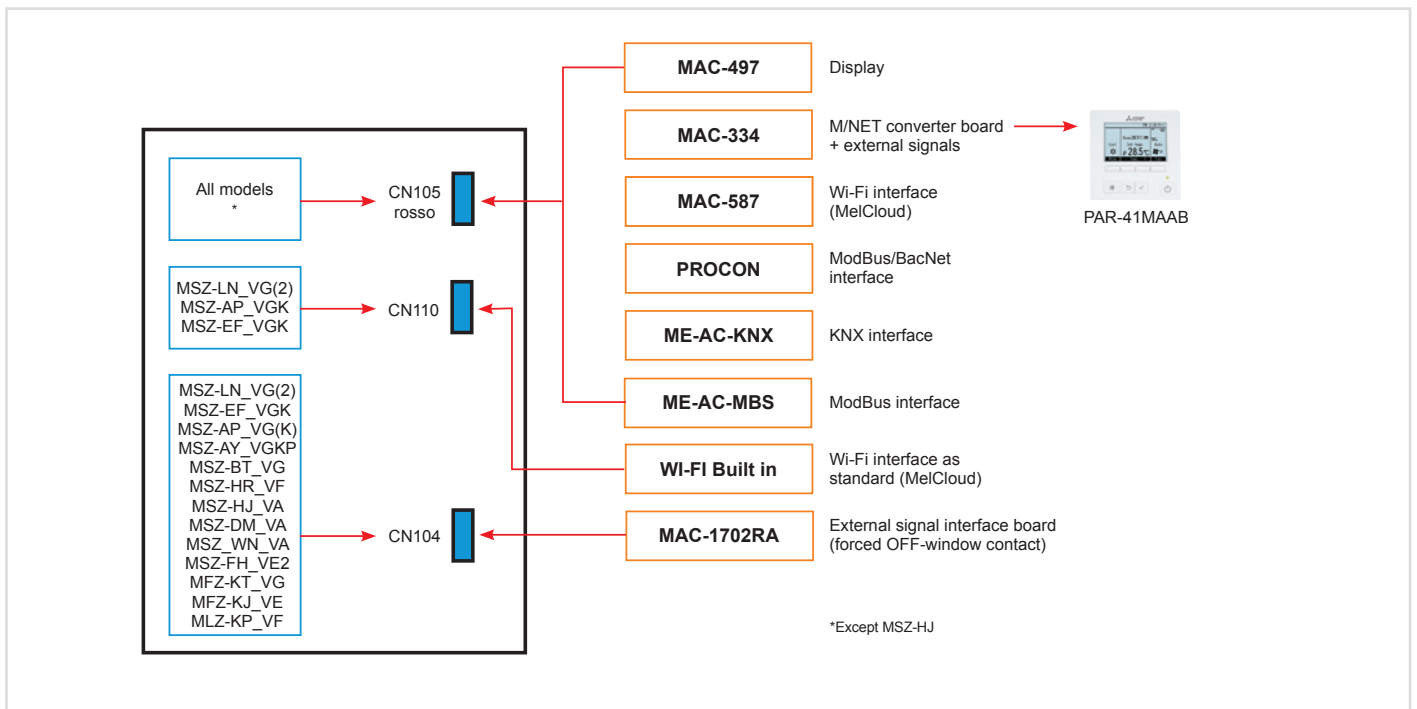 All models
*
CN105
rosso
MSZ-LN_VG(2)
MSZ-AP_VGK
MSZ-EF_VGK
CN110
MSZ-LN_VG(2)
MSZ-EF_VGK
MSZ-AP_VG(K)
MSZ-AY_VGKP
MSZ-BT_VG
MSZ-HR_VF
MSZ-HJ_VA
MSZ-DM_VA
MSZ_WN_VA
MSZ-FH_VE2
MFZ-KT_VG
MFZ-KJ_VE
MLZ-KP_VF
CN104
MAC-497
Display
MAC-334
M/NET converter board
+ external signals
MAC-587
Wi-Fi interface
(MelCloud)
PROCON
ModBus/BacNet
interface
ME-AC-KNX
KNX interface
ME-AC-MBS
ModBus interface
WI-FI Built in
Wi-Fi interface as
standard (MelCloud)
MAC-1702RA
External signal interface board
(forced OFF-window contact)
*Except MSZ-HJ
28.5
PAR-41MAAB